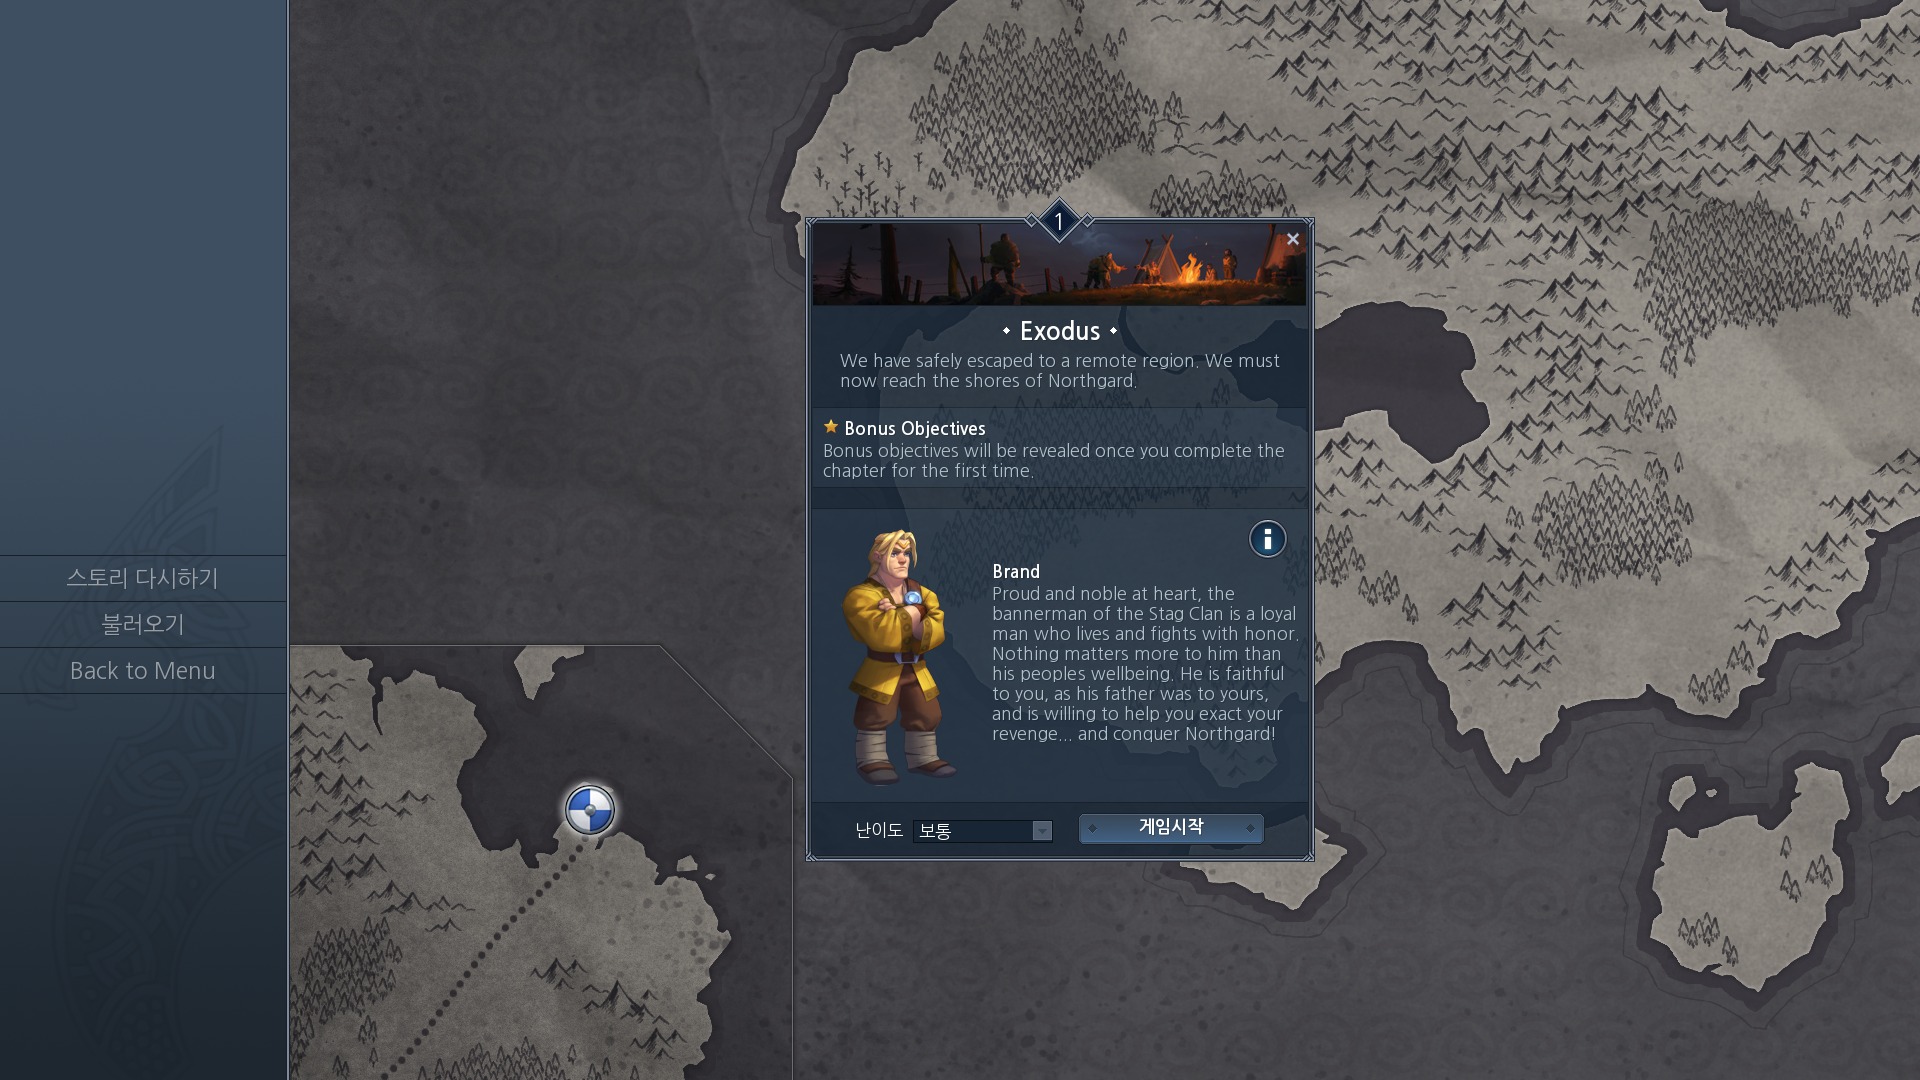 스토리 다시하기
불러오기
Back to Menu
1
Exodus
We have safely escaped to a remote region. We must
now reach the shores of Northgard.
Bonus Objectives
Bonus objectives will be revealed once you complete the
chapter for the first time.
Brand
Proud and noble at heart, the
bannerman of the Stag Clan is a loyal
man who lives and fights with honor.
Nothing matters more to him than
his peoples wellbeing. He is faithful
to you, as his father was to yours,
and is willing to help you exact your
revenge... and conquer Northgard!
난이도 보통 게임시작